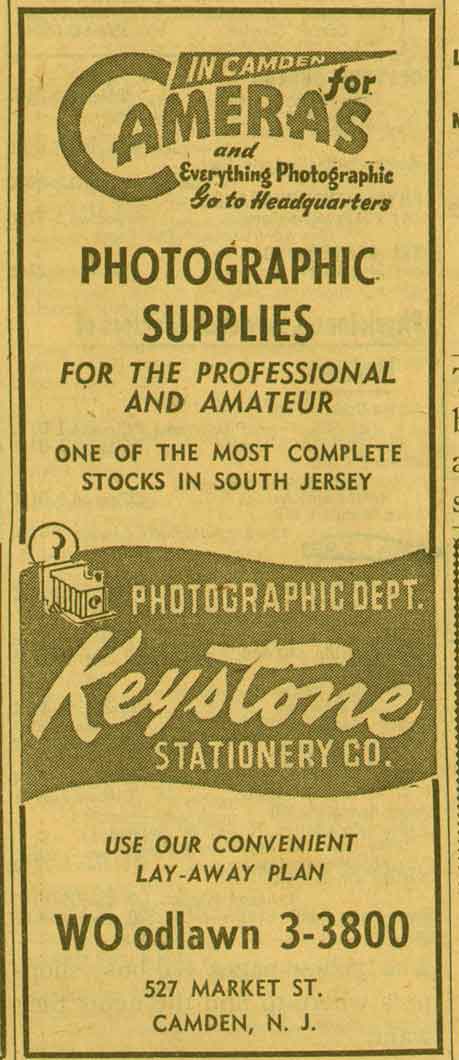 IN CAMDEN
for
CAMERAS
and
Everything Photographic
Go to Headquarters
PHOTOGRAPHIC
SUPPLIES
FOR THE PROFESSIONAL
AND AMATEUR
ONE OF THE MOST COMPLETE
STOCKS IN SOUTH JERSEY
PHOTOGRAPHIC DEPT.
Keystone
STATIONERY CO.
USE OUR CONVENIENT
LAY-AWAY PLAN
WO odlawn 3-3800
527 MARKET ST.
CAMDEN, N. J.